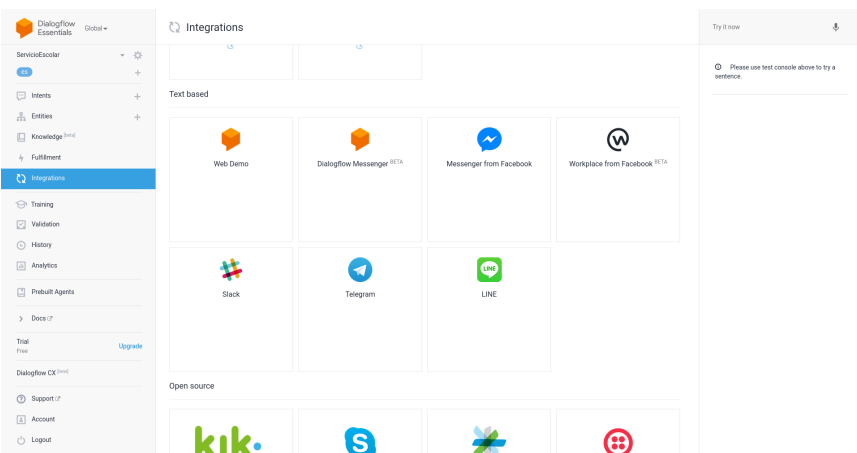 Dialogflow
Essentials
Global
ServicioEscolar
es
Intents
Entities
Knowledge [beta]
Fulfillment
Integrations
Training
Validation
History
Analytics
Prebuilt Agents
Docs
Trial
Free
Upgrade
Dialogflow CX [new]
Support
Account
Logout
Integrations
Text based
Web Demo
Dialogflow Messenger BETA
Messenger from Facebook
Workplace from Facebook BETA
Slack
Telegram
LINE
LINE
Open source
kik.
S
Try it now
Please use test console above to try a
sentence.